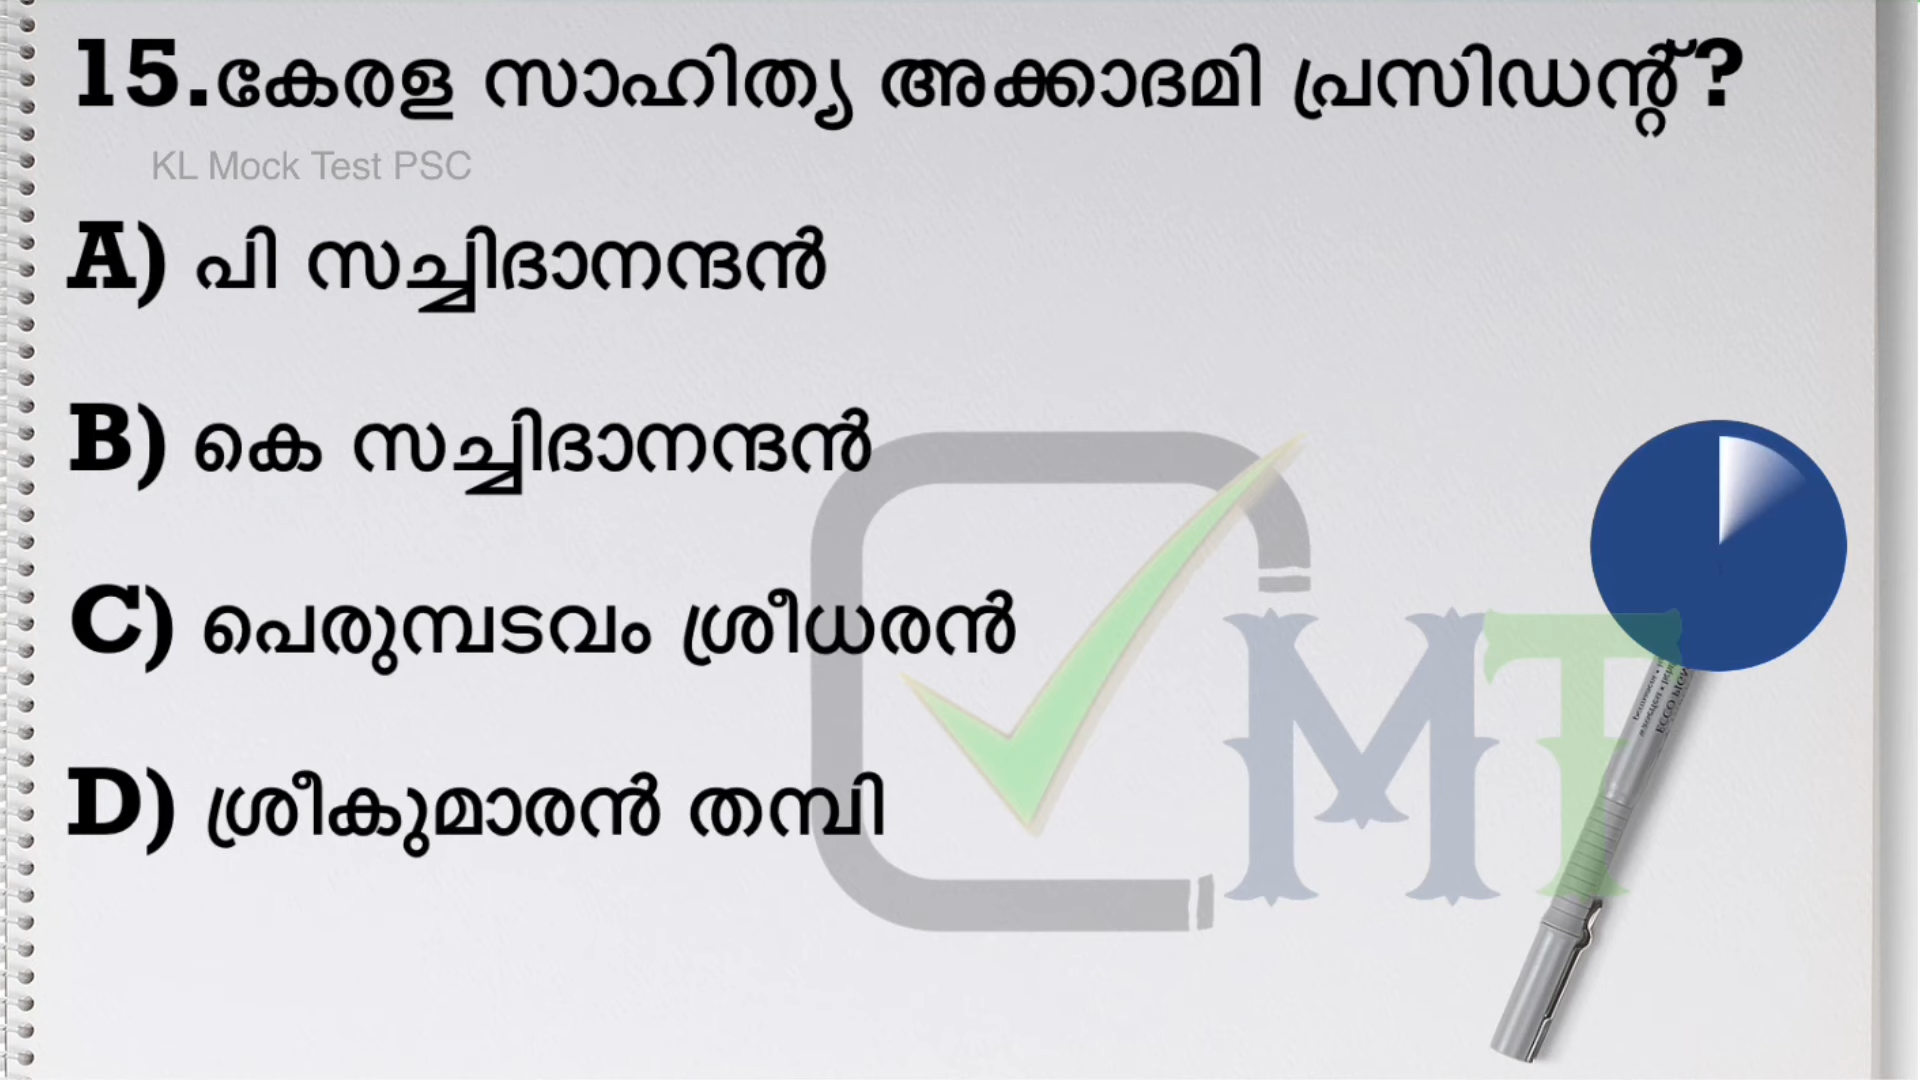 15.കേരള സാഹിത്യ അക്കാദമി പ്രസിഡന്റ്?
KL Mock Test PSC
A) പി സച്ചിദാനന്ദൻ
B) കെ സച്ചിദാനന്ദൻ
C) പെരുമ്പടവം ശ്രീധരൻ
D) ശ്രീകുമാരൻ തമ്പി
MT